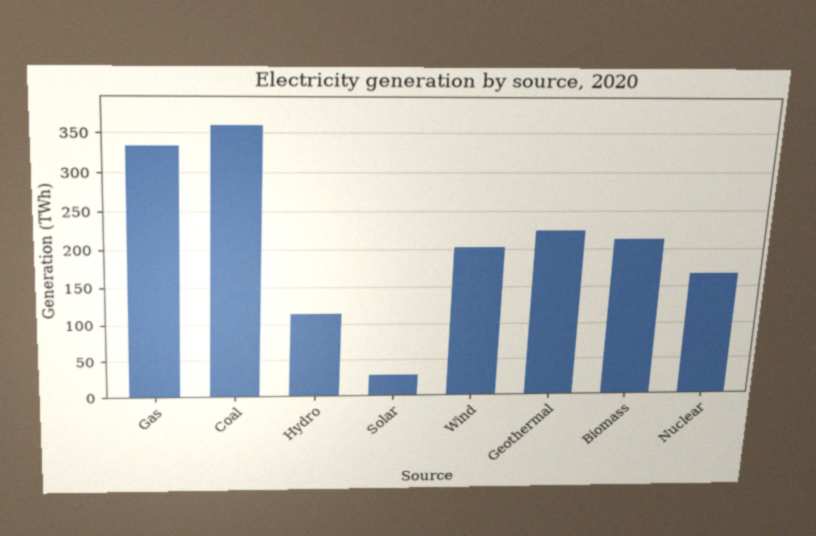 Electricity generation by source, 2020
Generation (TWh)
350
300
250
200
150
100
50
0
Gas
Coal
Hydro
Solar
Wind
Geothermal
Biomass
Nuclear
Source